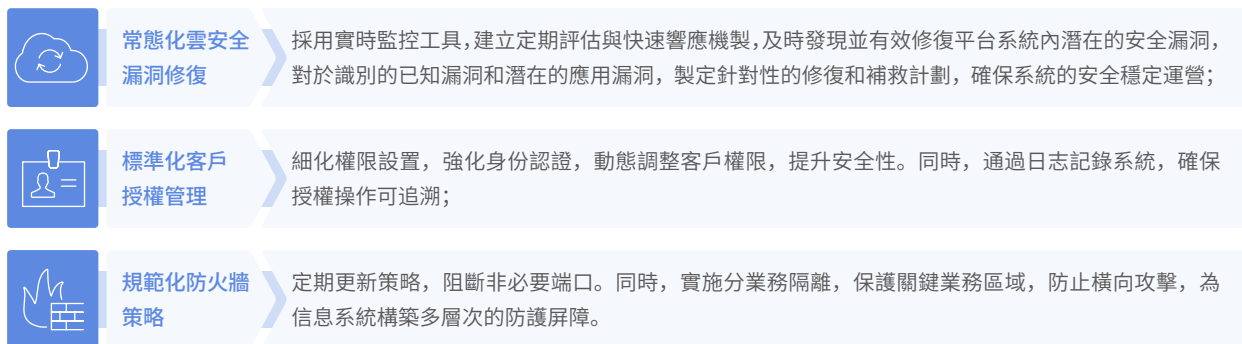 常態化雲安全
漏洞修復
採用實時監控工具，建立定期評估與快速響應機製，及時發現並有效修復平台系統內潛在的安全漏洞，
對於識別的已知漏洞和潛在的應用漏洞，製定針對性的修復和補救計劃，確保系統的安全穩定運營；
標準化客戶
授權管理
細化權限設置，強化身份認證，動態調整客戶權限，提升安全性。同時，通過日志記錄系統，確保
授權操作可追溯；
規範化防火牆
策略
定期更新策略，阻斷非必要端口。同時，實施分業務隔離，保護關鍵業務區域，防止橫向攻擊，為
信息系統構築多層次的防護屏障。